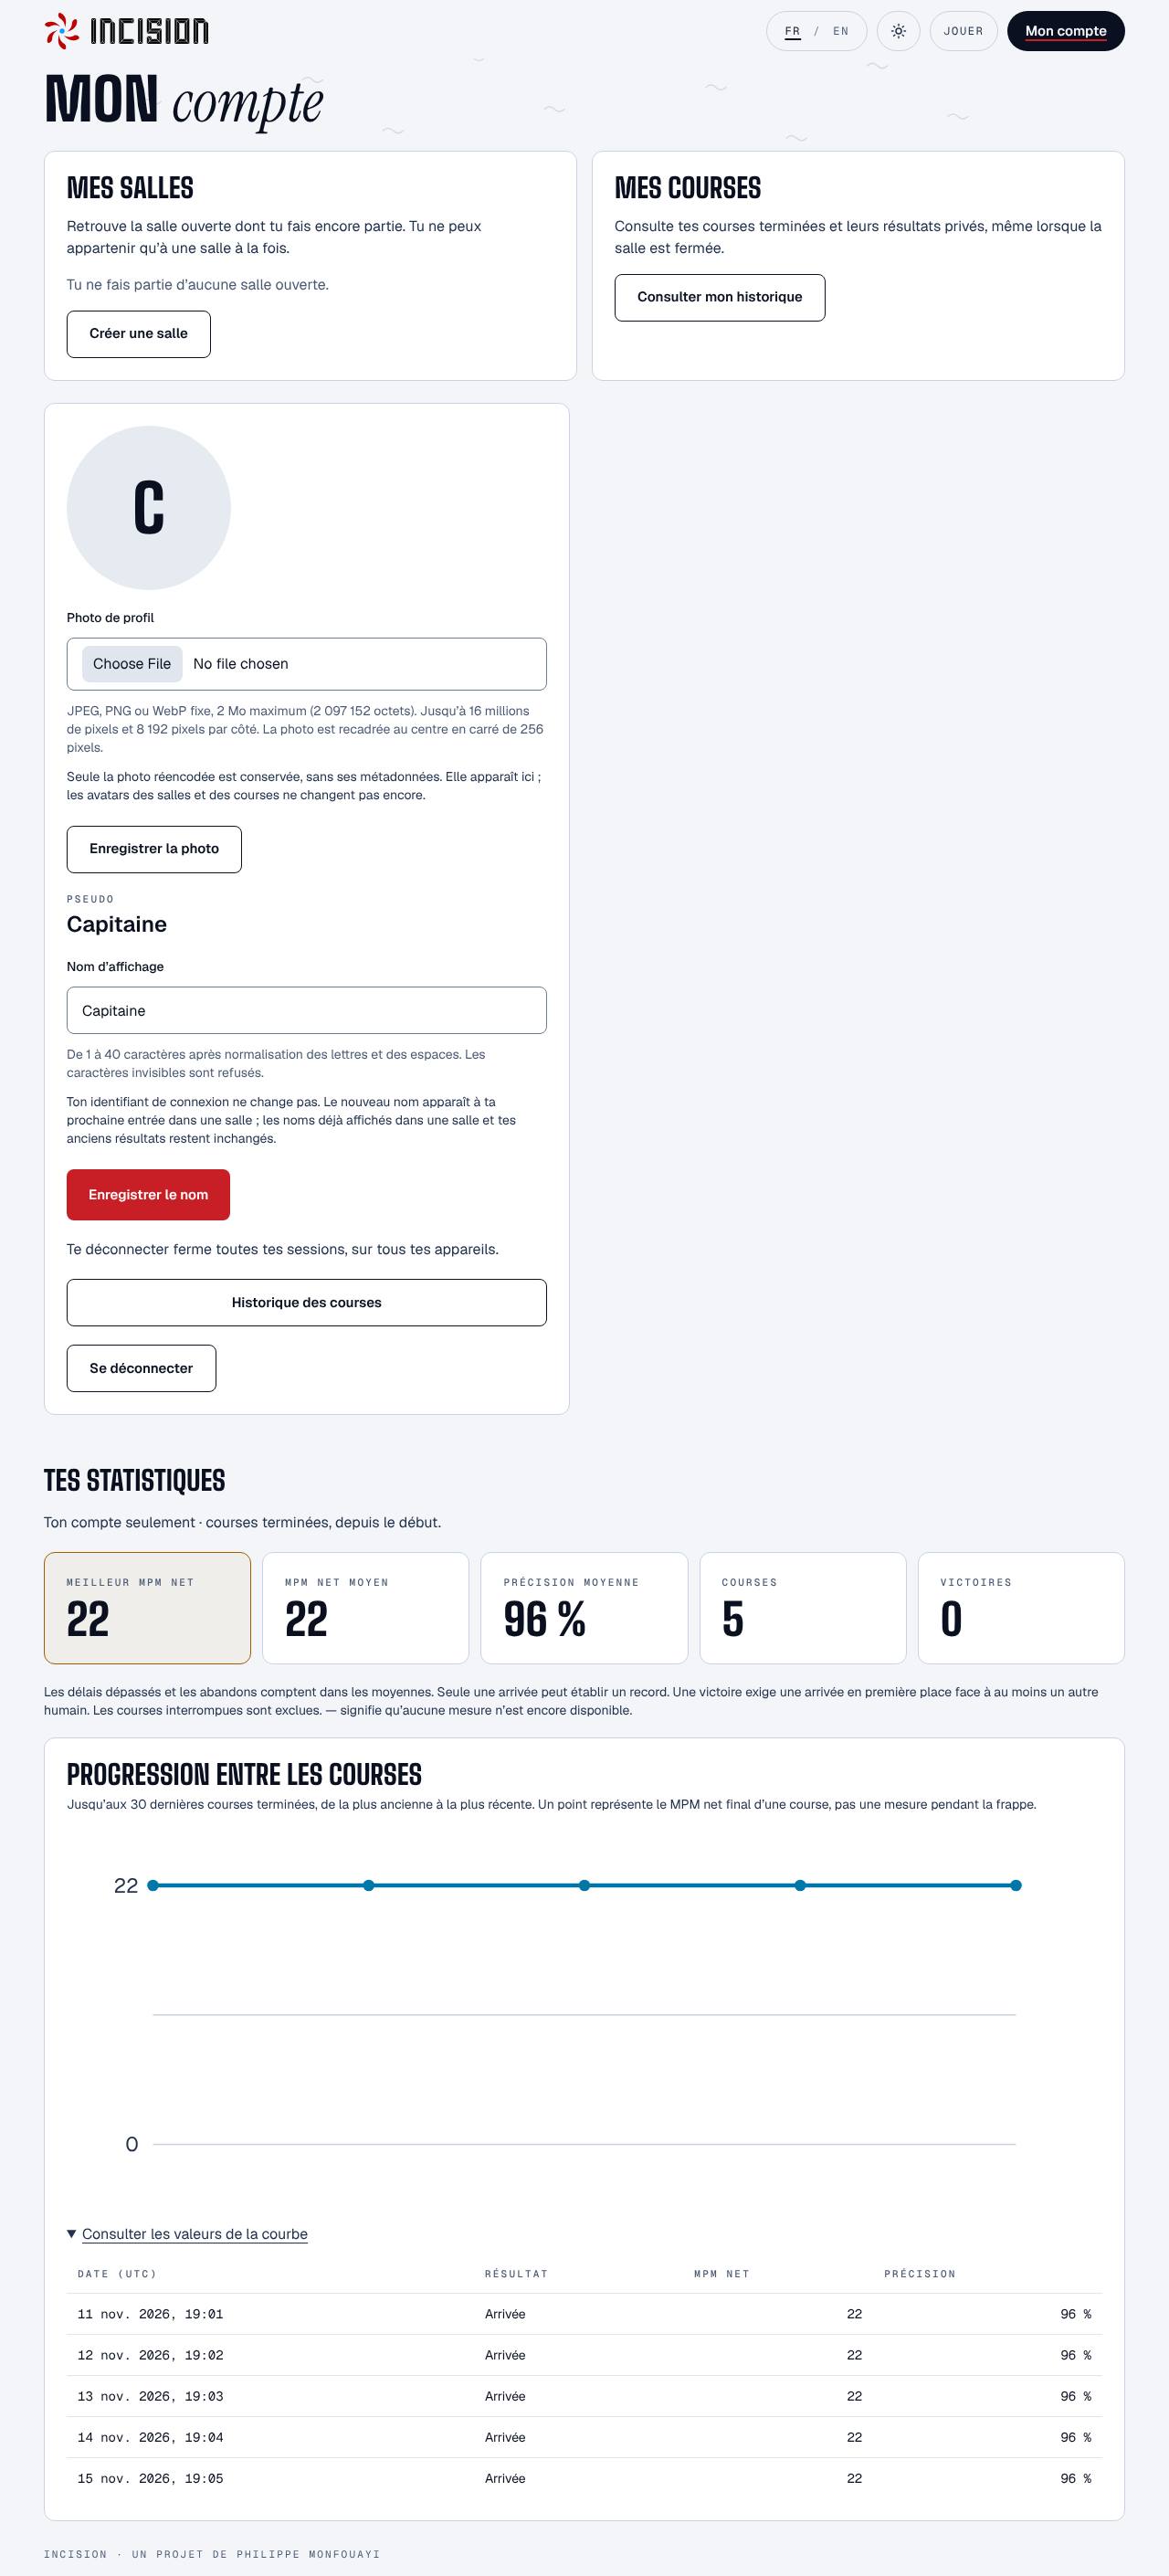 INCISION
FR / EN
JOUER
Mon compte
MON compte
MES SALLES
Retrouve la salle ouverte dont tu fais encore partie. Tu ne peux
appartenir qu’à une salle à la fois.
Tu ne fais partie d’aucune salle ouverte.
Créer une salle
MES COURSES
Consulte tes courses terminées et leurs résultats privés, même lorsque la
salle est fermée.
Consulter mon historique
C
Photo de profil
Choose File No file chosen
JPEG, PNG ou WebP fixe, 2 Mo maximum (2 097 152 octets). Jusqu’à 16 millions
de pixels et 8 192 pixels par côté. La photo est recadrée au centre en carré de 256
pixels.
Seule la photo réencodée est conservée, sans ses métadonnées. Elle apparaît ici ;
les avatars des salles et des courses ne changent pas encore.
Enregistrer la photo
PSEUDO
Capitaine
Nom d’affichage
Capitaine
De 1 à 40 caractères après normalisation des lettres et des espaces. Les
caractères invisibles sont refusés.
Ton identifiant de connexion ne change pas. Le nouveau nom apparaît à ta
prochaine entrée dans une salle ; les noms déjà affichés dans une salle et tes
anciens résultats restent inchangés.
Enregistrer le nom
Te déconnecter ferme toutes tes sessions, sur tous tes appareils.
Historique des courses
Se déconnecter
TES STATISTIQUES
Ton compte seulement · courses terminées, depuis le début.
MEILLEUR MPM NET
22
MPM NET MOYEN
22
PRÉCISION MOYENNE
96 %
COURSES
5
VICTOIRES
0
Les délais dépassés et les abandons comptent dans les moyennes. Seule une arrivée peut établir un record. Une victoire exige une arrivée en première place face à au moins un autre
humain. Les courses interrompues sont exclues. — signifie qu’aucune mesure n’est encore disponible.
PROGRESSION ENTRE LES COURSES
Jusqu’aux 30 dernières courses terminées, de la plus ancienne à la plus récente. Un point représente le MPM net final d’une course, pas une mesure pendant la frappe.
22
0
▼ Consulter les valeurs de la courbe
DATE (UTC) RÉSULTAT MPM NET PRÉCISION
11 nov. 2026, 19:01 Arrivée 22 96 %
12 nov. 2026, 19:02 Arrivée 22 96 %
13 nov. 2026, 19:03 Arrivée 22 96 %
14 nov. 2026, 19:04 Arrivée 22 96 %
15 nov. 2026, 19:05 Arrivée 22 96 %
INCISION · UN PROJET DE PHILIPPE MONFOUAYI